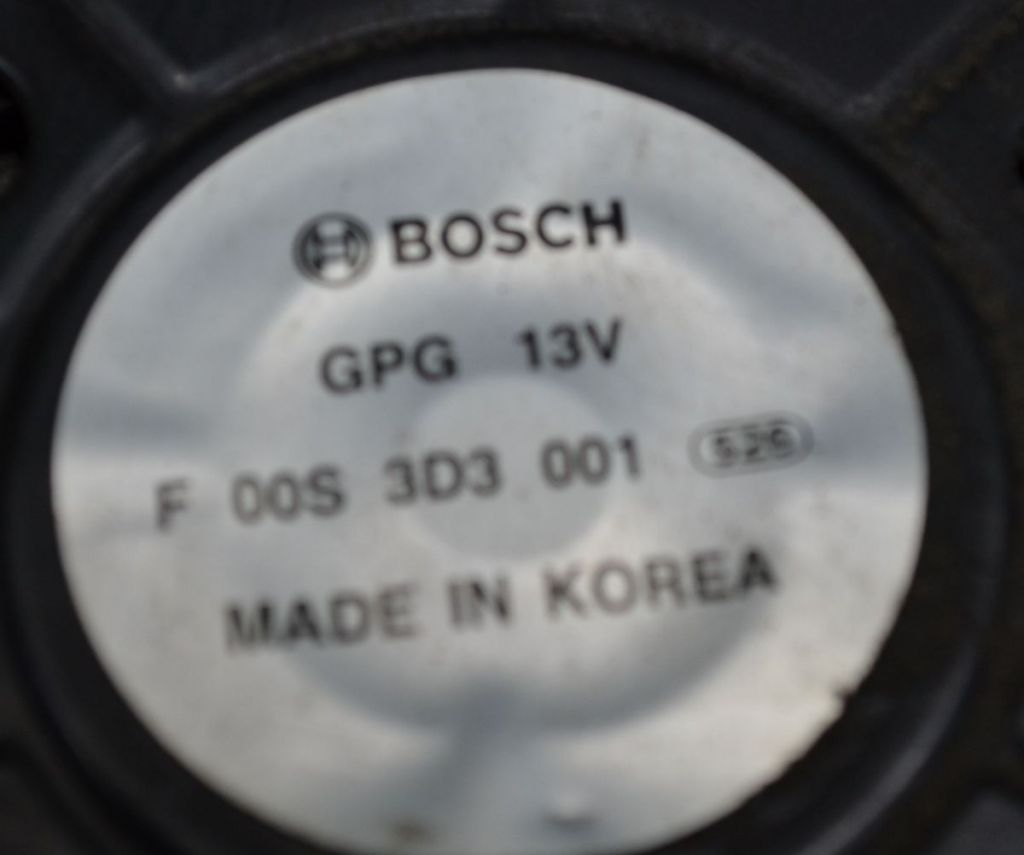 BOSCH
GPG 13V
F 00S 3D3 001 526
MADE IN KOREA